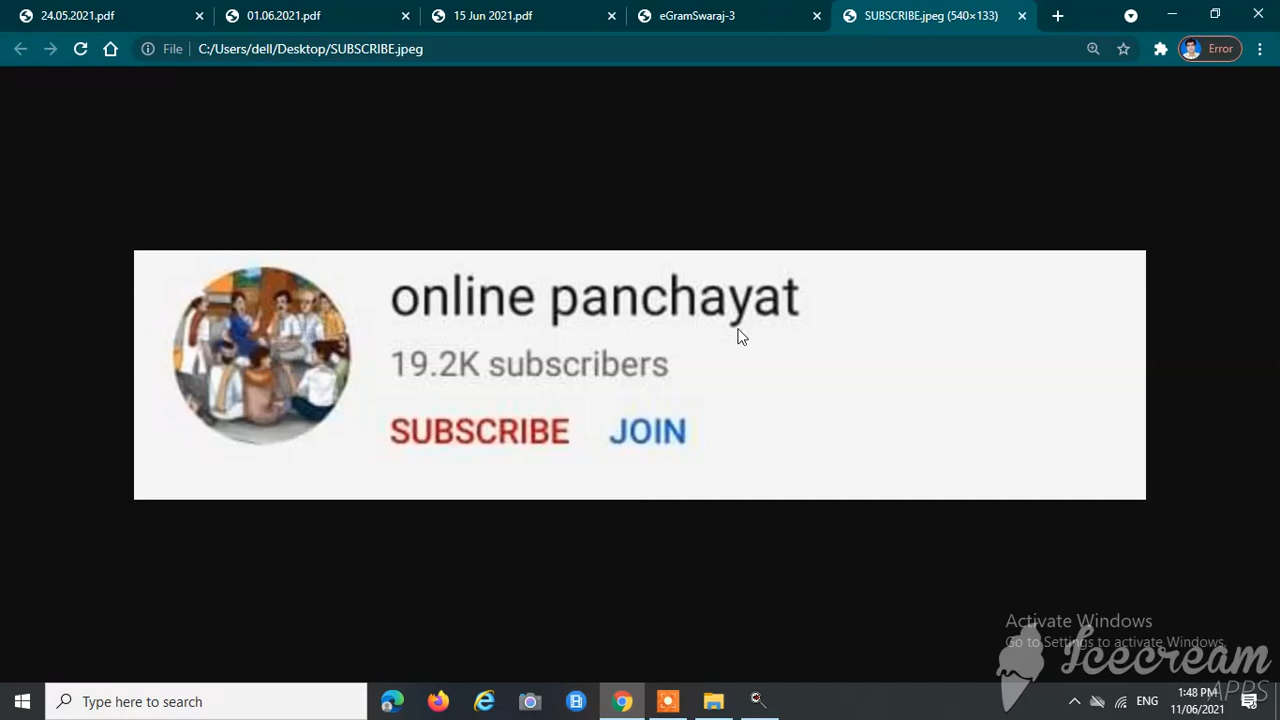 24.05.2021.pdf
01.06.2021.pdf
15 Jun 2021.pdf
eGramSwaraj-3
SUBSCRIBE.jpeg (540×133)
File
C:/Users/dell/Desktop/SUBSCRIBE.jpeg
Error
online panchayat
19.2K subscribers
SUBSCRIBE JOIN
Activate Windows
Go to Settings to activate Windows.
Icecream
APPS
Type here to search
ENG
1:48 PM
11/06/2021